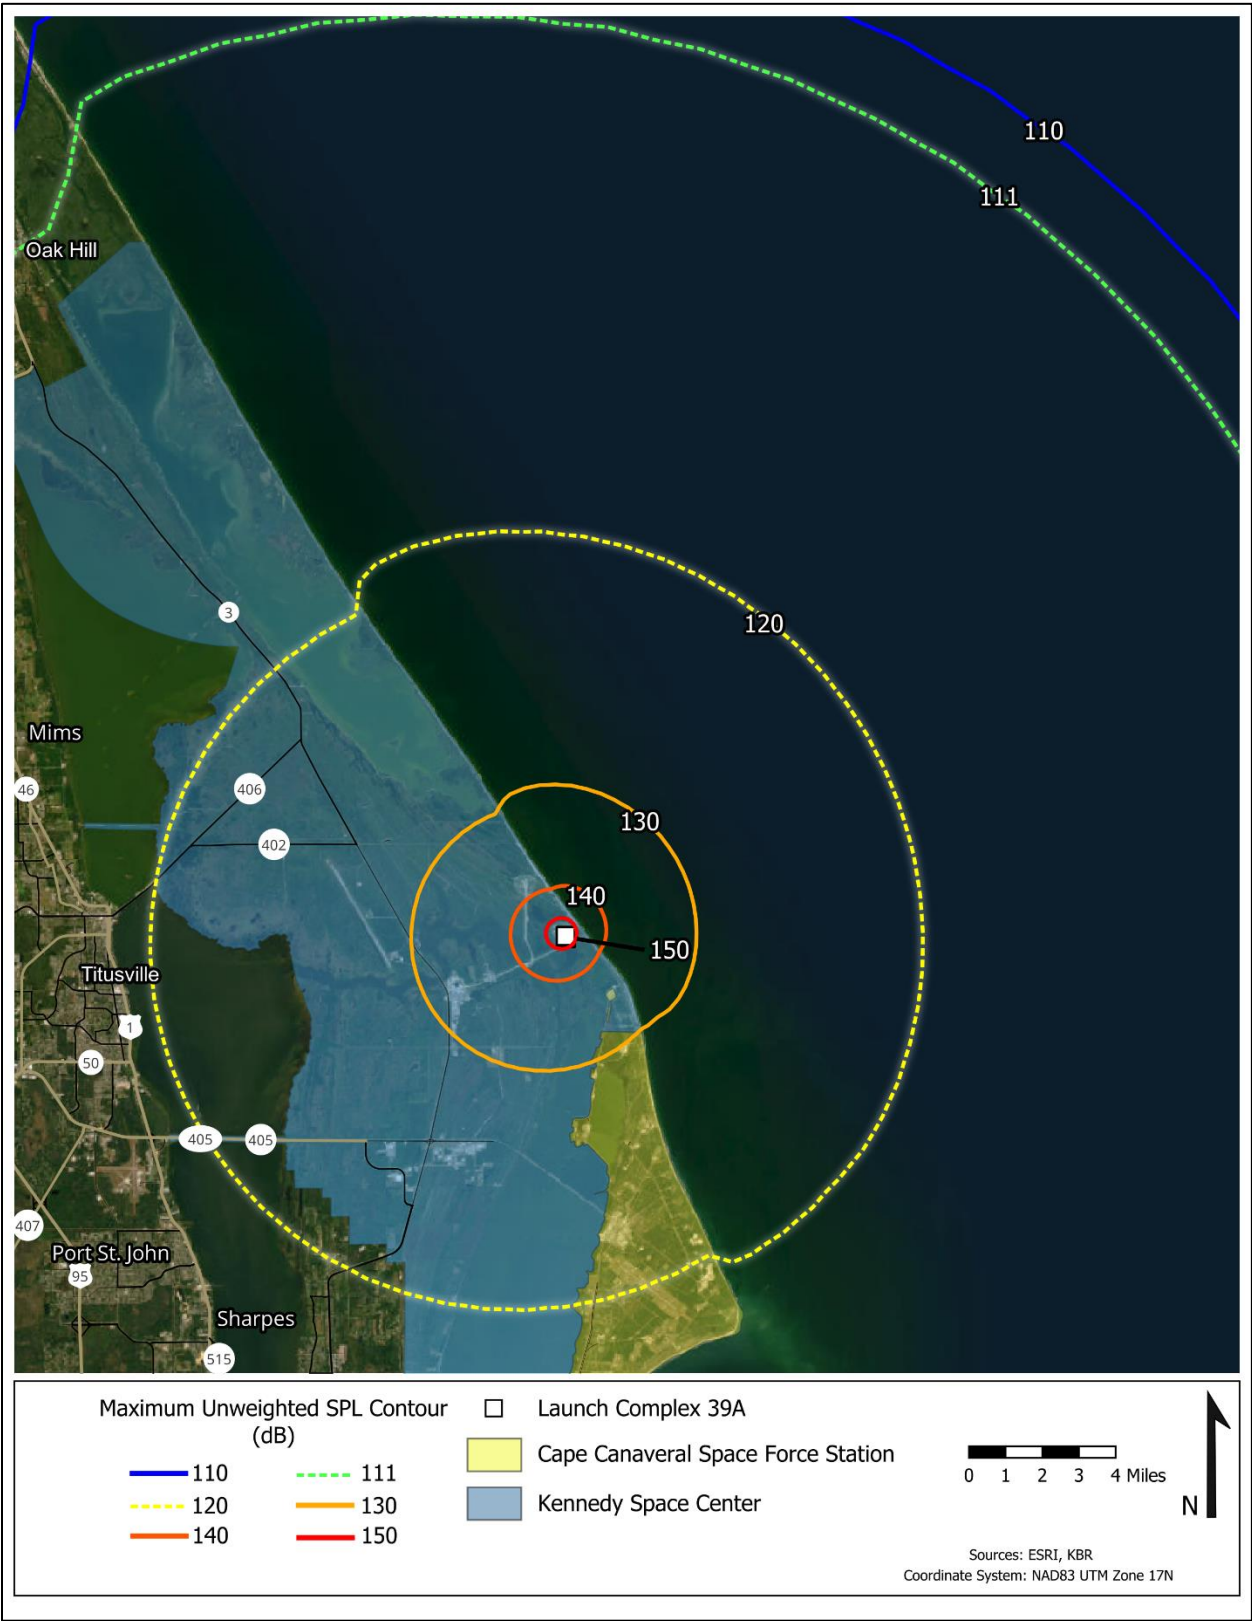 110
111
Oak Hill
3
120
Mims
46
406
130
402
140
150
Titusville
1
50
405
405
407
Port St. John
95
Sharpes
515
Maximum Unweighted SPL Contour
(dB)
110
111
120
130
140
150
Launch Complex 39A
Cape Canaveral Space Force Station
Kennedy Space Center
0 1 2 3 4 Miles
N
Sources: ESRI, KBR
Coordinate System: NAD83 UTM Zone 17N